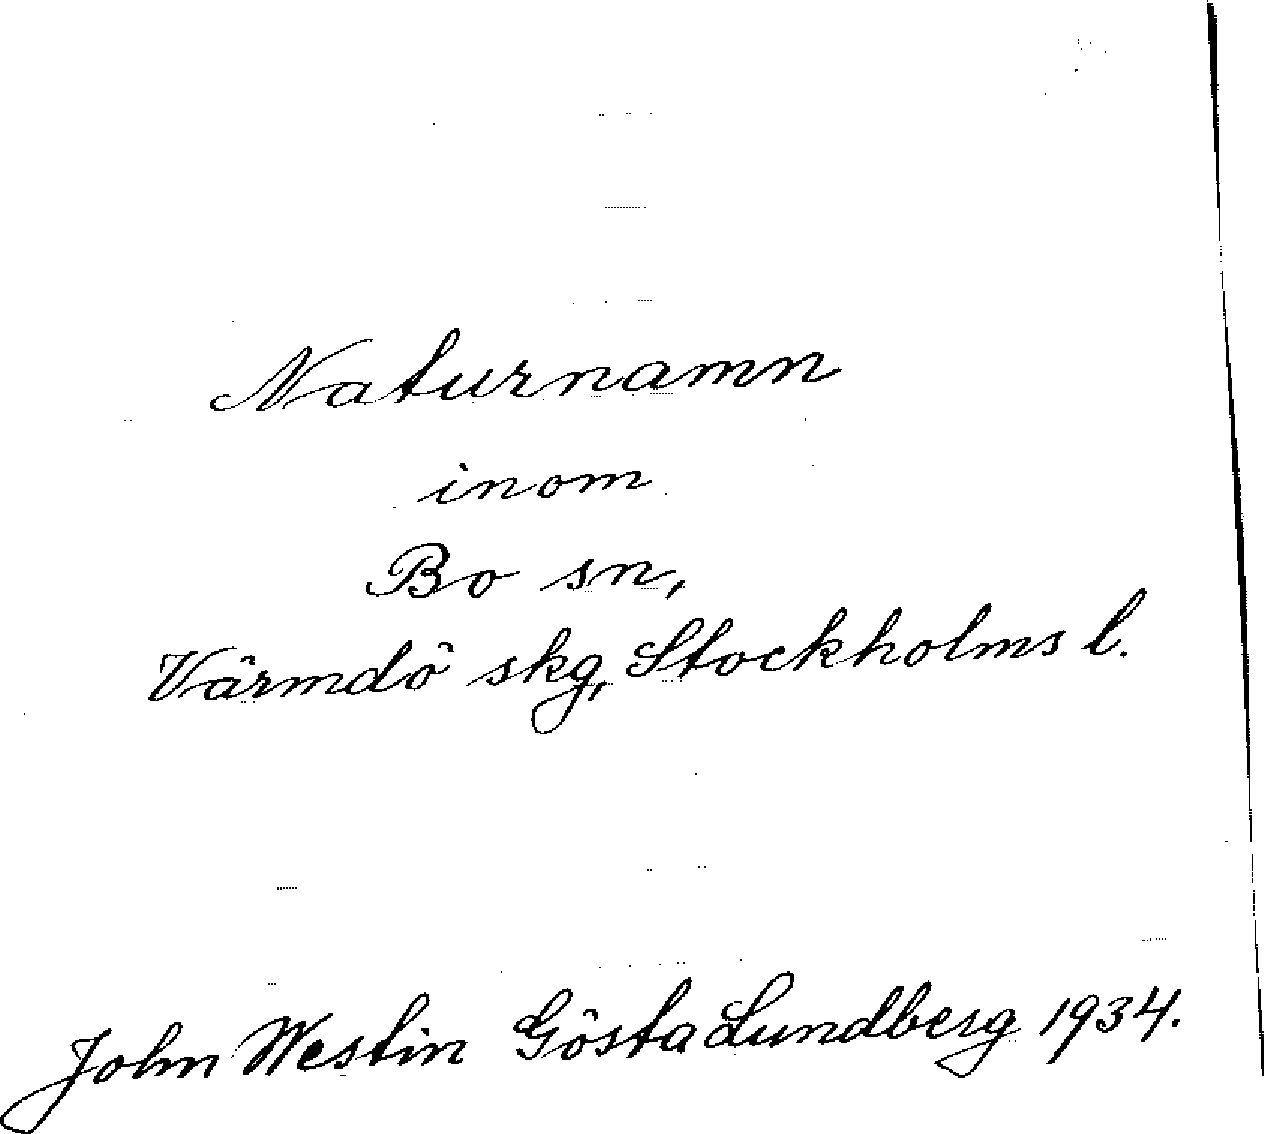 Naturnamn
inom
Bo sn,
Värmdö skg, Stockholms l.
John Westin Gösta Lundberg 1934.